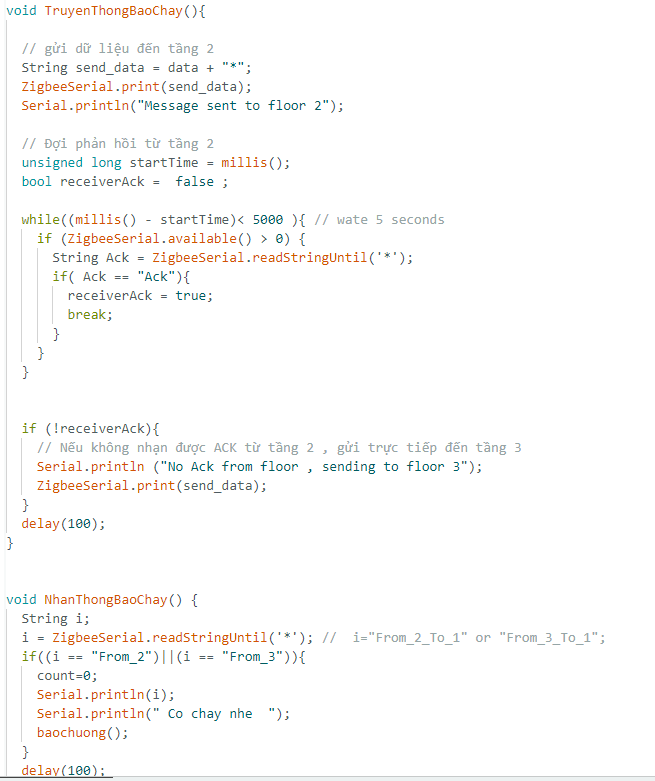 void TruyenThongBaoChay(){
// gửi dữ liệu đến tầng 2
String send_data = data + "*";
ZigbeeSerial.print(send_data);
Serial.println("Message sent to floor 2");
// Đợi phản hồi từ tầng 2
unsigned long startTime = millis();
bool receiverAck =  false ;
while((millis() - startTime)< 5000 ){ // wate 5 seconds
if (ZigbeeSerial.available() > 0) {
String Ack = ZigbeeSerial.readStringUntil('*');
if( Ack == "Ack"){
receiverAck = true;
break;
}
}
}
if (!receiverAck){
// Nếu không nhạn được ACK từ tầng 2 , gửi trực tiếp đến tầng 3
Serial.println ("No Ack from floor , sending to floor 3");
ZigbeeSerial.print(send_data);
}
delay(100);
}
void NhanThongBaoChay() {
String i;
i = ZigbeeSerial.readStringUntil('*'); //  i="From_2_To_1" or "From_3_To_1";
if((i == "From_2")||(i == "From_3")){
count=0;
Serial.println(i);
Serial.println(" Co chay nhe  ");
baochuong();
}
delay(100);